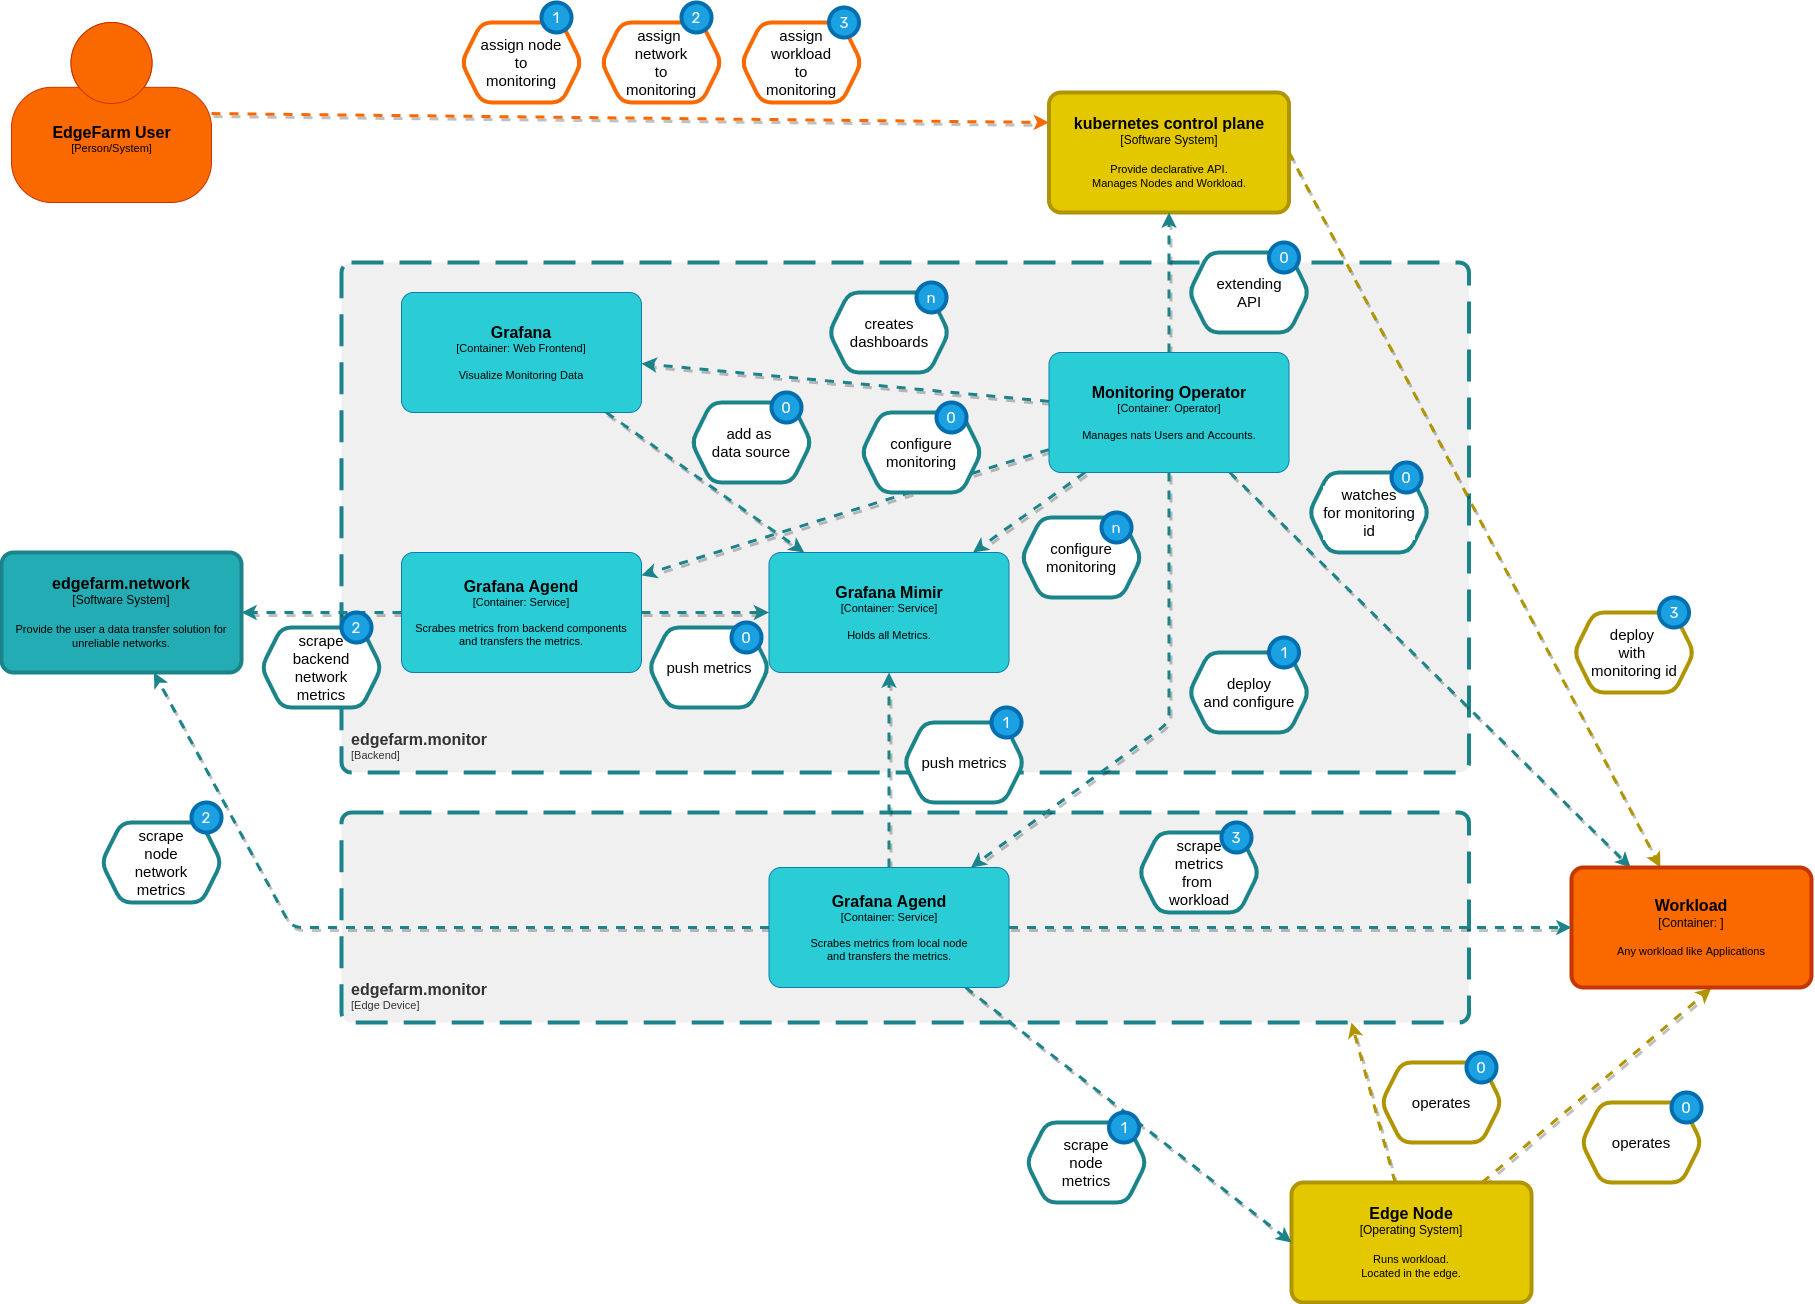 1
assign node
to
monitoring
2
assign
network
to
monitoring
3
assign
workload
to
monitoring
EdgeFarm User
[Person/System]
kubernetes control plane
[Software System]
Provide declarative API.
Manages Nodes and Workload.
0
extending
API
Grafana
[Container: Web Frontend]
Visualize Monitoring Data
n
creates
dashboards
Monitoring Operator
[Container: Operator]
Manages nats Users and Accounts.
0
add as
data source
0
configure
monitoring
0
watches
for monitoring
id
n
configure
monitoring
edgefarm.network
[Software System]
Provide the user a data transfer solution for
unreliable networks.
Grafana Agend
[Container: Service]
Scrabes metrics from backend components
and transfers the metrics.
Grafana Mimir
[Container: Service]
Holds all Metrics.
2
scrape
backend
network
metrics
0
push metrics
1
deploy
and configure
3
deploy
with
monitoring id
edgefarm.monitor
[Backend]
1
push metrics
2
scrape
node
network
metrics
3
scrape
metrics
from
workload
Grafana Agend
[Container: Service]
Scrabes metrics from local node
and transfers the metrics.
Workload
[Container: ]
Any workload like Applications
edgefarm.monitor
[Edge Device]
0
operates
0
operates
1
scrape
node
metrics
Edge Node
[Operating System]
Runs workload.
Located in the edge.